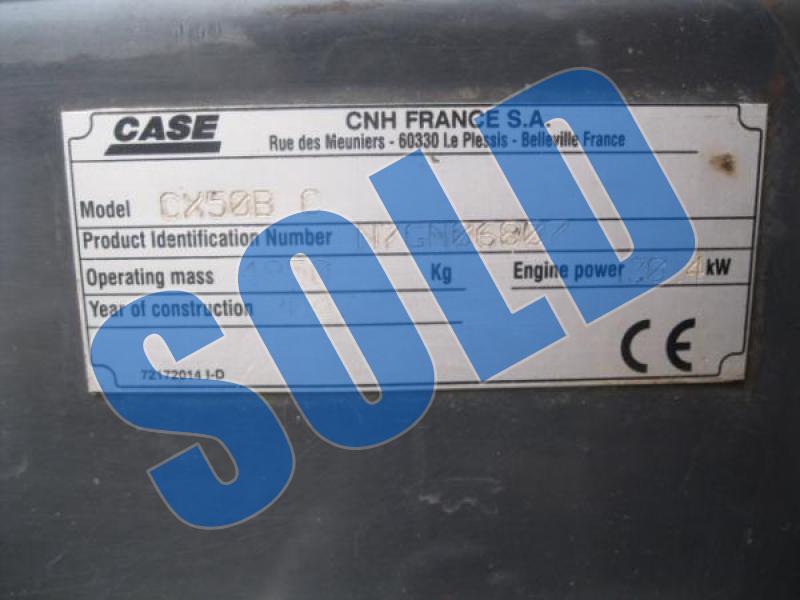 CASE
CNH FRANCE S.A.
Rue des Meuniers - 60330 Le Plessis - Belleville France
Model CX50B C
Product Identification Number
Operating mass Kg Engine power kW
Year of construction
CE
72172014 I-D
SOLD